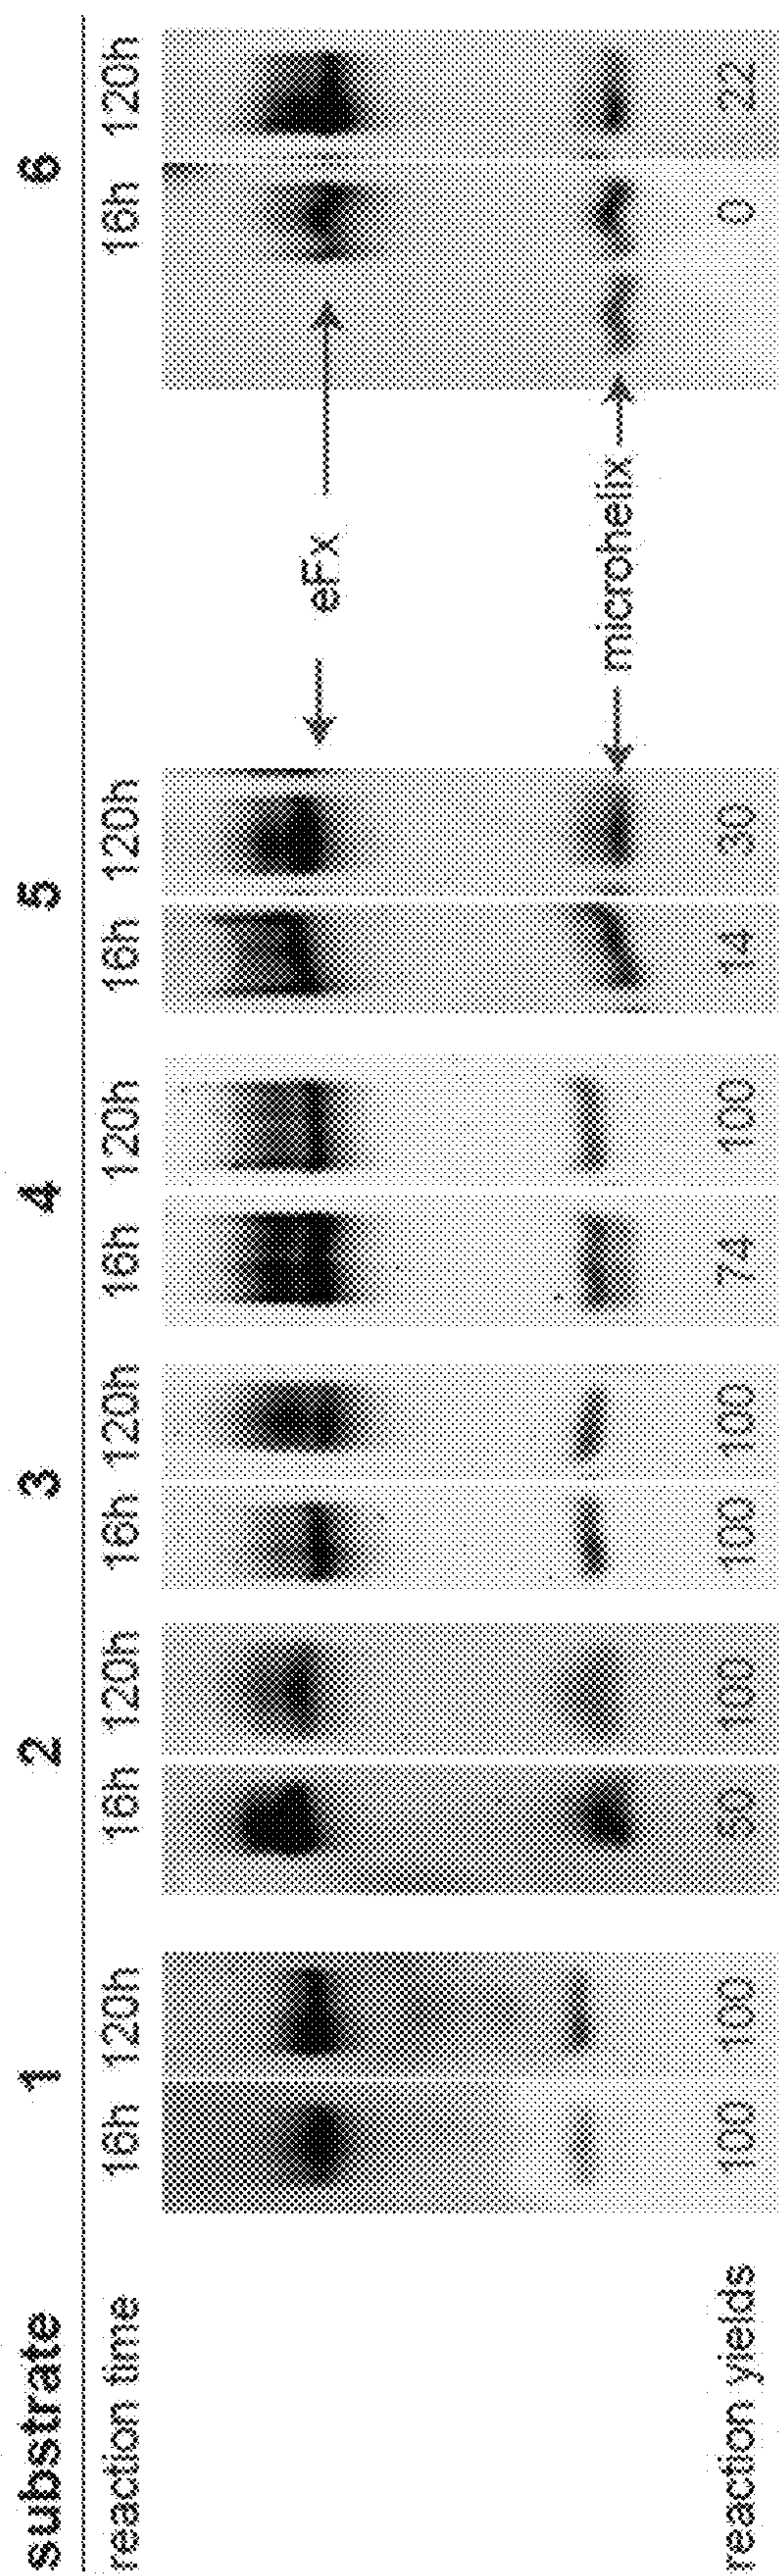 substrate 1 2 3 4 5 6
reaction time 16h 120h 16h 120h 16h 120h 16h 120h 16h 120h 16h 120h
eFx
microhelix
reaction yields 100 100 100 100 100 74 100 14 30 0 22